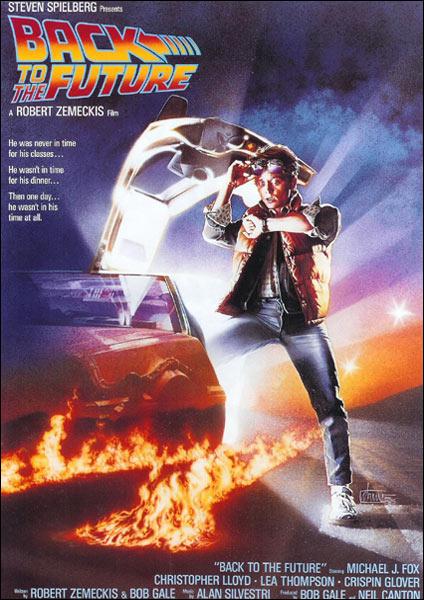 STEVEN SPIELBERG Presents
BACK
TO
THE FUTURE
A ROBERT ZEMECKIS Film
He was never in time
for his classes...
He wasn't in time
for his dinner...
Then one day...
he wasn't in his
time at all.
"BACK TO THE FUTURE" Starring MICHAEL J. FOX
CHRISTOPHER LLOYD · LEA THOMPSON · CRISPIN GLOVER
Written by ROBERT ZEMECKIS & BOB GALE Music by ALAN SILVESTRI Produced by BOB GALE and NEIL CANTON